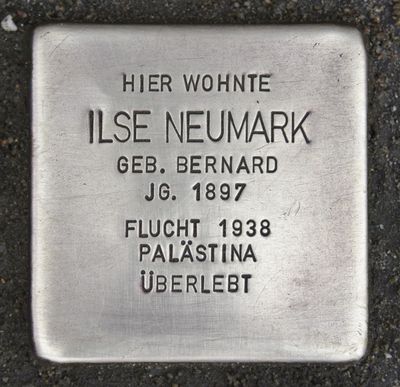 HIER WOHNTE
ILSE NEUMARK
GEB. BERNARD
JG. 1897
FLUCHT 1938
PALÄSTINA
ÜBERLEBT